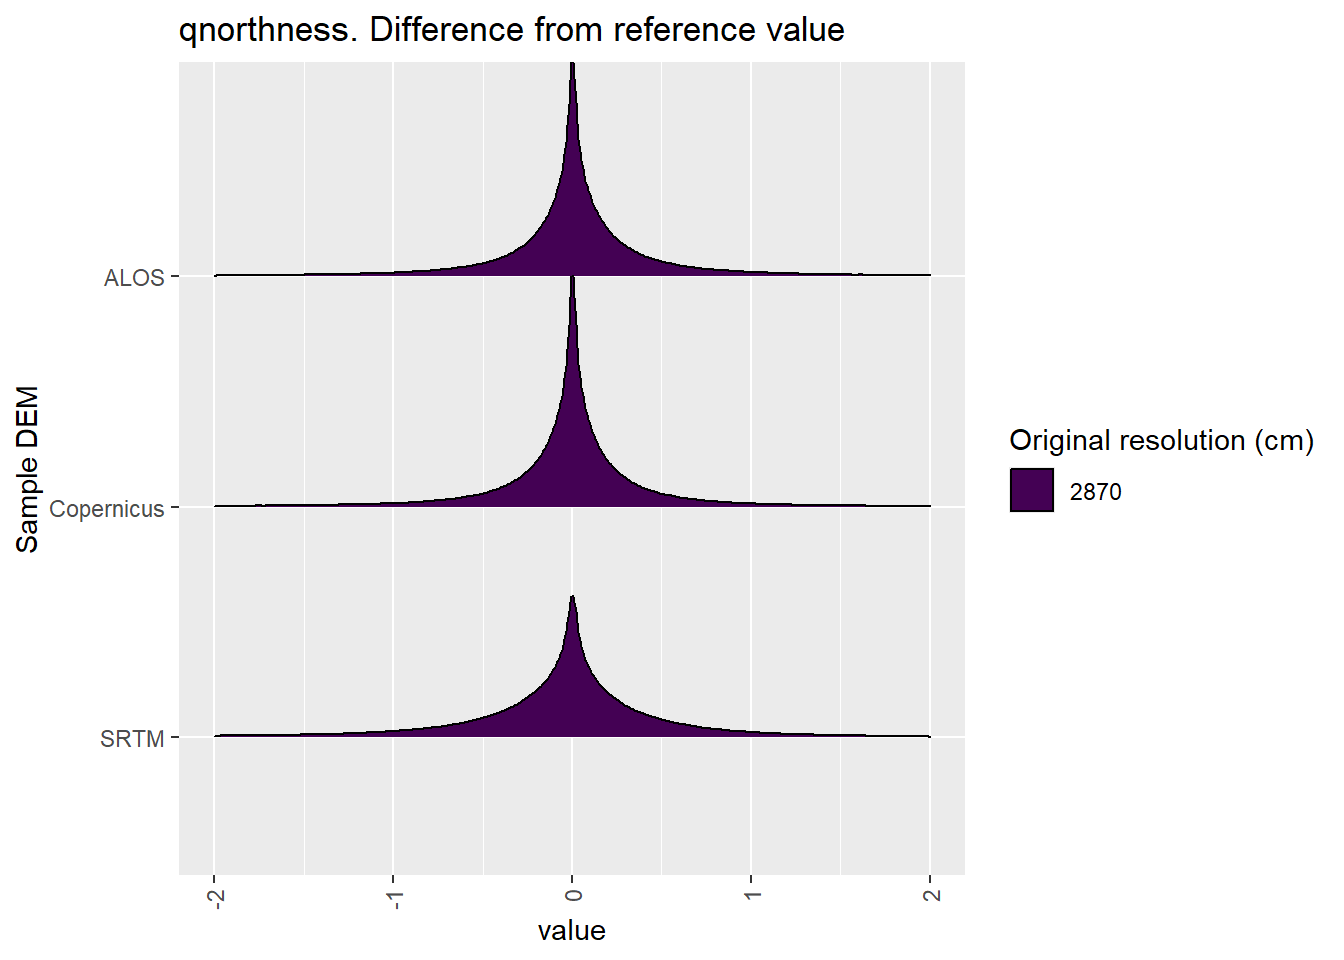 qnorthness. Difference from reference value
Sample DEM
ALOS
Copernicus
SRTM
-2
-1
0
1
2
value
Original resolution (cm)
2870